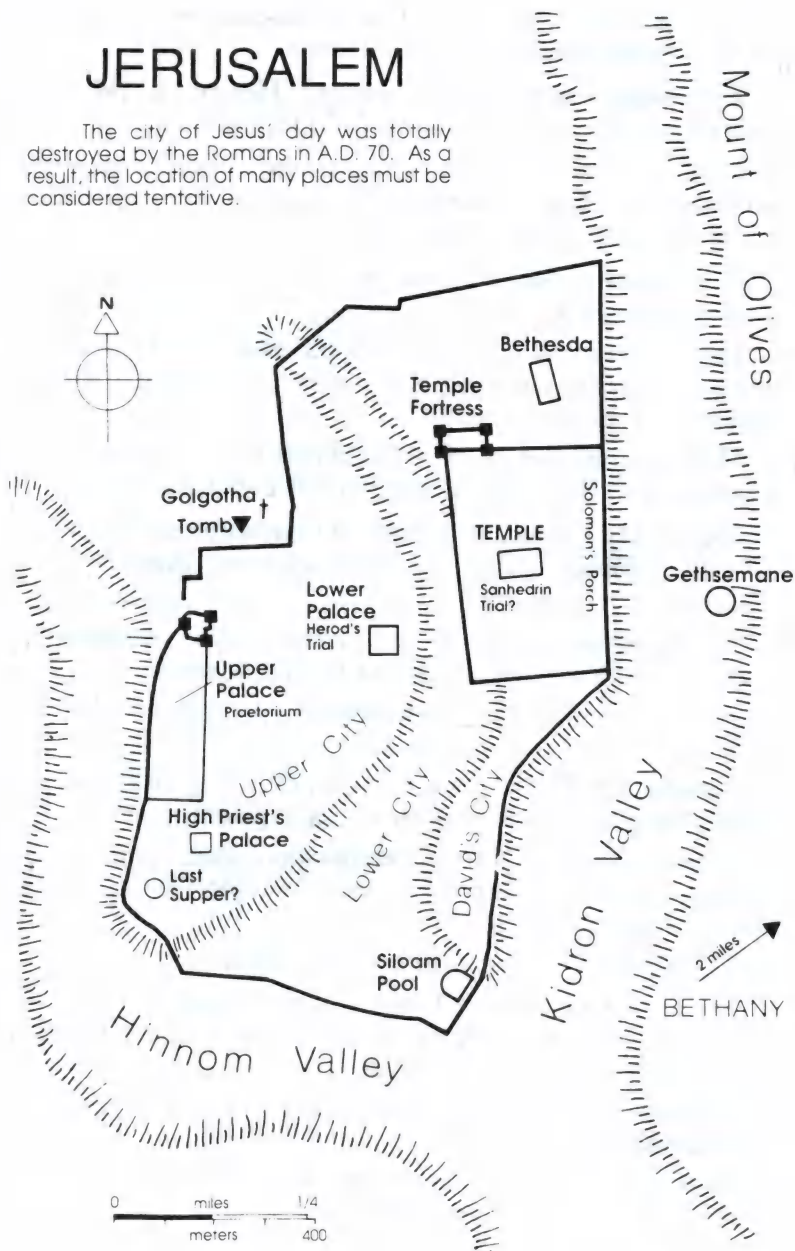 JERUSALEM
The city of Jesus' day was totally
destroyed by the Romans in A.D. 70. As a
result, the location of many places must be
considered tentative.
Mount of Olives
N
Bethesda
Temple
Fortress
Golgotha
Tomb
TEMPLE
Sanhedrin
Trial?
Solomon's Porch
Gethsemane
Lower
Palace
Herod's
Trial
Upper
Palace
Praetorium
Upper City
Lower City
David's City
High Priest's
Palace
Last
Supper?
Siloam
Pool
Kidron Valley
2 miles
BETHANY
Hinnom Valley
0 miles 1/4
meters 400